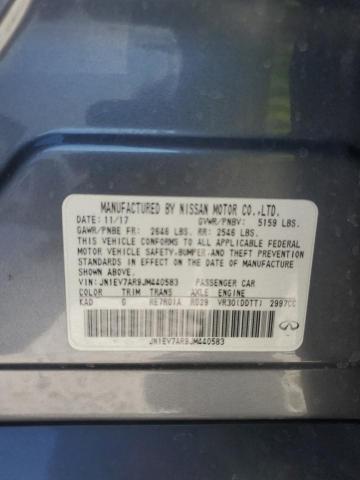 MANUFACTURED BY NISSAN MOTOR CO.,LTD.
DATE: 11/17 GVWR/PNBV: 5159 LBS.
GAWR/PNBE FR: 2646 LBS. RR: 2546 LBS.
THIS VEHICLE CONFORMS TO ALL APPLICABLE FEDERAL
MOTOR VEHICLE SAFETY,BUMPER,AND THEFT PREVENTION
STANDARDS IN EFFECT ON THE DATE OF MANUFACTURE
SHOWN ABOVE.
VIN: JN1EV7AR9JM440583 PASSENGER CAR
COLOR TRIM TRANS AXLE ENGINE
KAD G RE7R01A RD29 VR30(DDTT) 2997CC
JN1EV7AR9JM440583